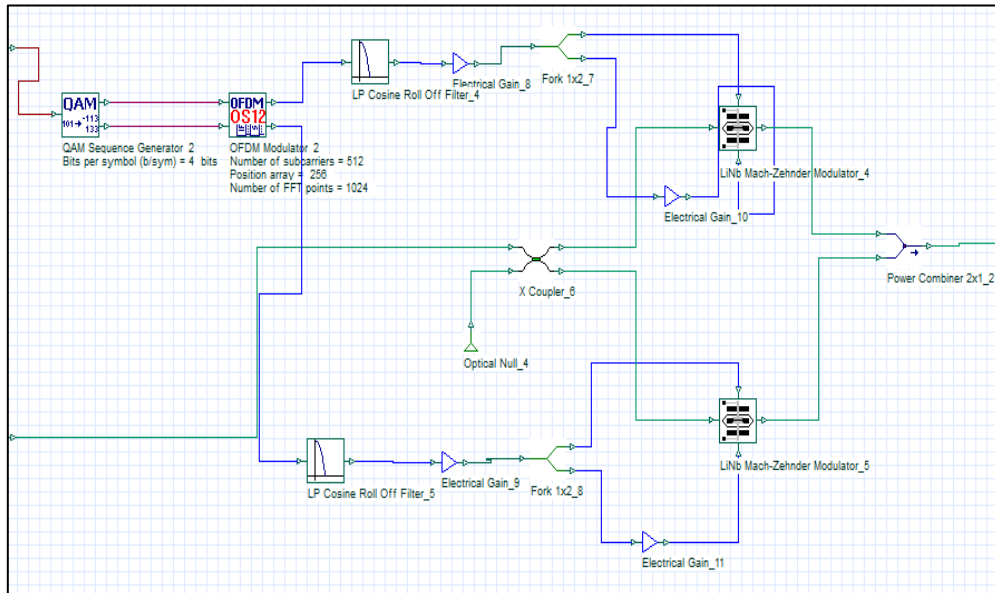 LP Cosine Roll Off Filter_4
Electrical Gain_8
Fork 1x2_7
QAM
101→
-113
133
OFDM
OS12
QAM Sequence Generator_2
Bits per symbol (b/sym) = 4 bits
OFDM Modulator_2
Number of subcarriers = 512
Position array = 256
Number of FFT points = 1024
LiNb Mach-Zehnder Modulator_4
Electrical Gain_10
X Coupler_6
Power Combiner 2x1_2
Optical Null_4
LiNb Mach-Zehnder Modulator_5
LP Cosine Roll Off Filter_5
Electrical Gain_9
Fork 1x2_8
Electrical Gain_11